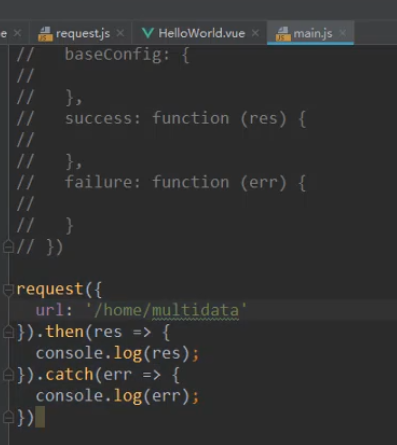 e × request.js × HelloWorld.vue × main.js ×
//   baseConfig: {
//
//   },
//   success: function (res) {
//
//   },
//   failure: function (err) {
//
//   }
// })
request({
  url: '/home/multidata'
}).then(res => {
  console.log(res);
}).catch(err => {
  console.log(err);
})